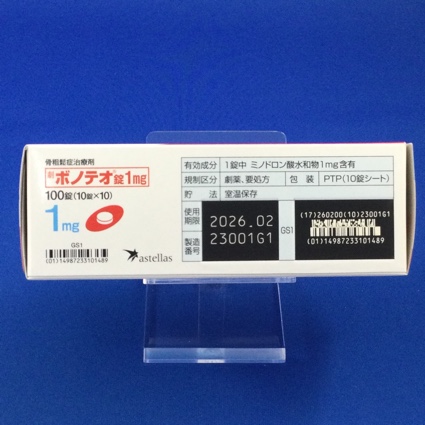 骨粗鬆症治療剤
劇 ボノテオ®錠1mg
100錠(10錠×10)
1mg
GS1
(01)14987233101489
astellas
有効成分 1錠中 ミノドロン酸水和物1mg含有
規制区分 劇薬、要処方 包装 PTP(10錠シート)
貯法 室温保存
使用期限 2026.02
製造番号 23001G1
GS1
(17)260200(10)23001G1
(01)14987233101489